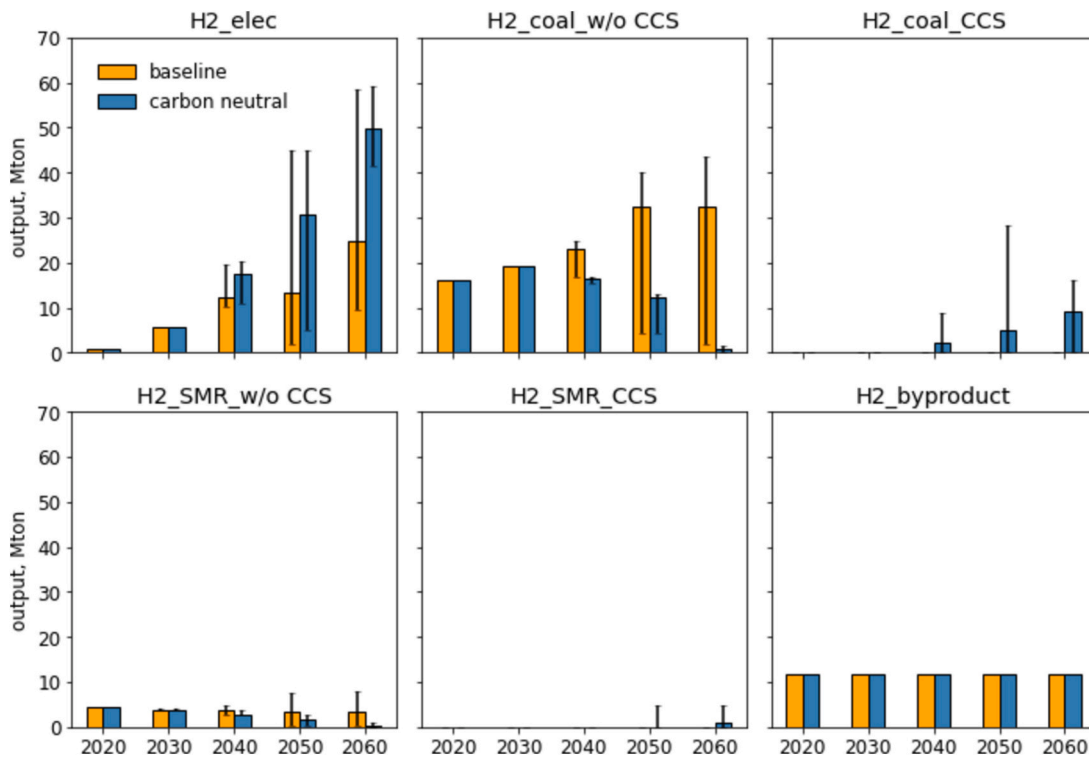 H2_elec
H2_coal_w/o CCS
H2_coal_CCS
70
60
50
40
30
20
10
0
output, Mton
baseline
carbon neutral
H2_SMR_w/o CCS
H2_SMR_CCS
H2_byproduct
70
60
50
40
30
20
10
0
output, Mton
2020 2030 2040 2050 2060
2020 2030 2040 2050 2060
2020 2030 2040 2050 2060